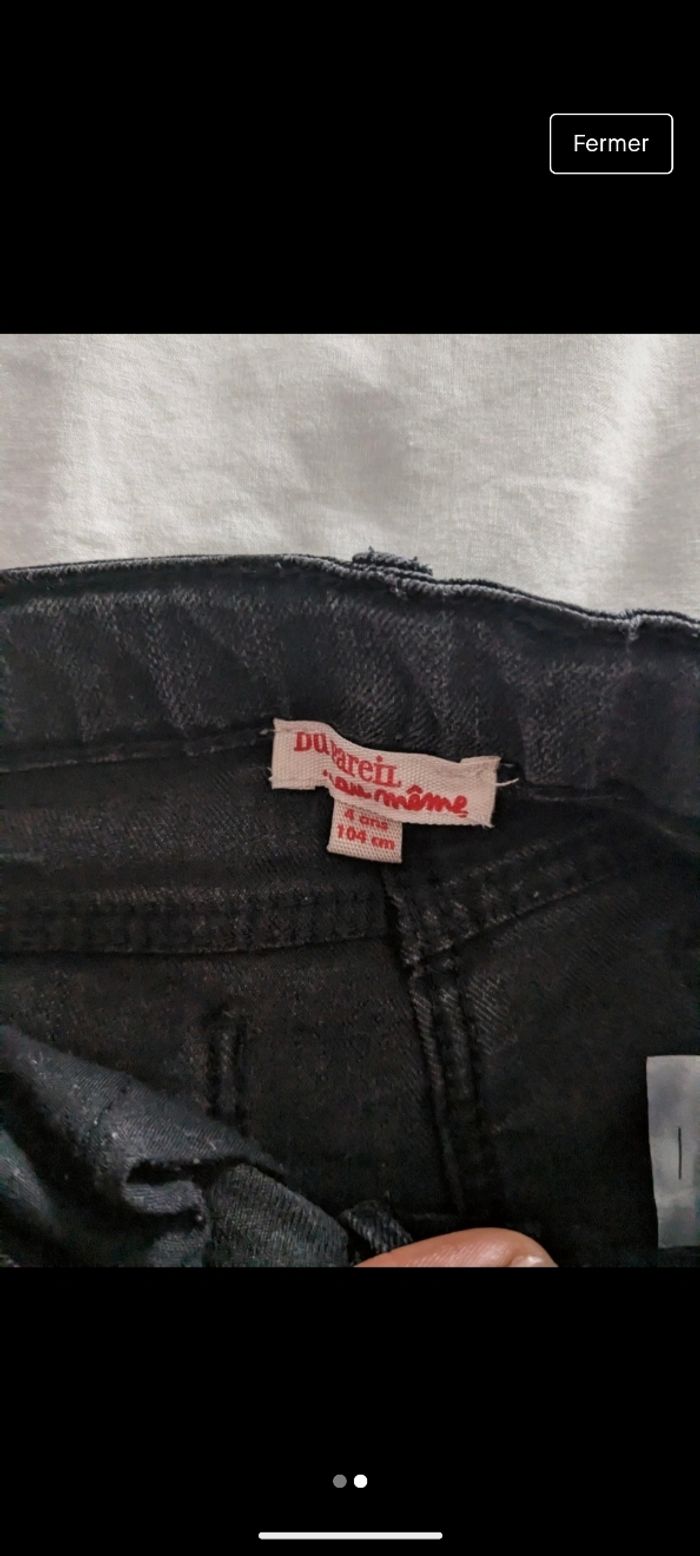 Fermer
Du pareil
au même
4 ans
104 cm